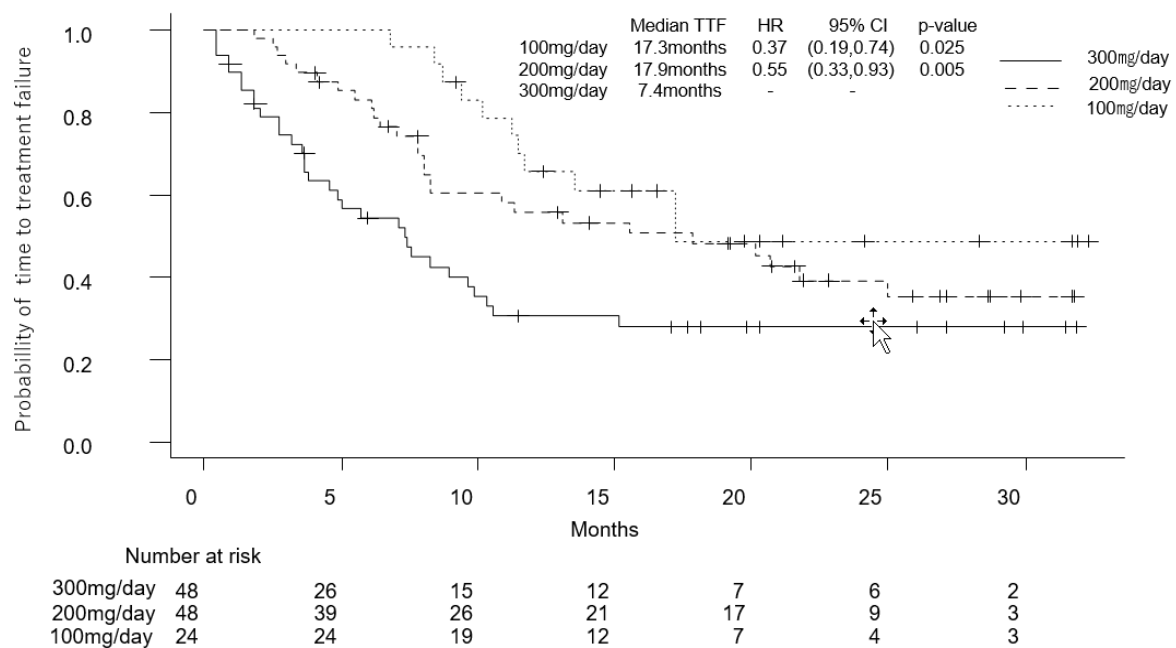 Median TTF HR 95% CI p-value
100mg/day 17.3months 0.37 (0.19,0.74) 0.025
200mg/day 17.9months 0.55 (0.33,0.93) 0.005
300mg/day 7.4months - -
300㎎/day
200㎎/day
100㎎/day
Probabillity of time to treatment failure
1.0
0.8
0.6
0.4
0.2
0.0
0 5 10 15 20 25 30
Months
Number at risk
300mg/day 48 26 15 12 7 6 2
200mg/day 48 39 26 21 17 9 3
100mg/day 24 24 19 12 7 4 3